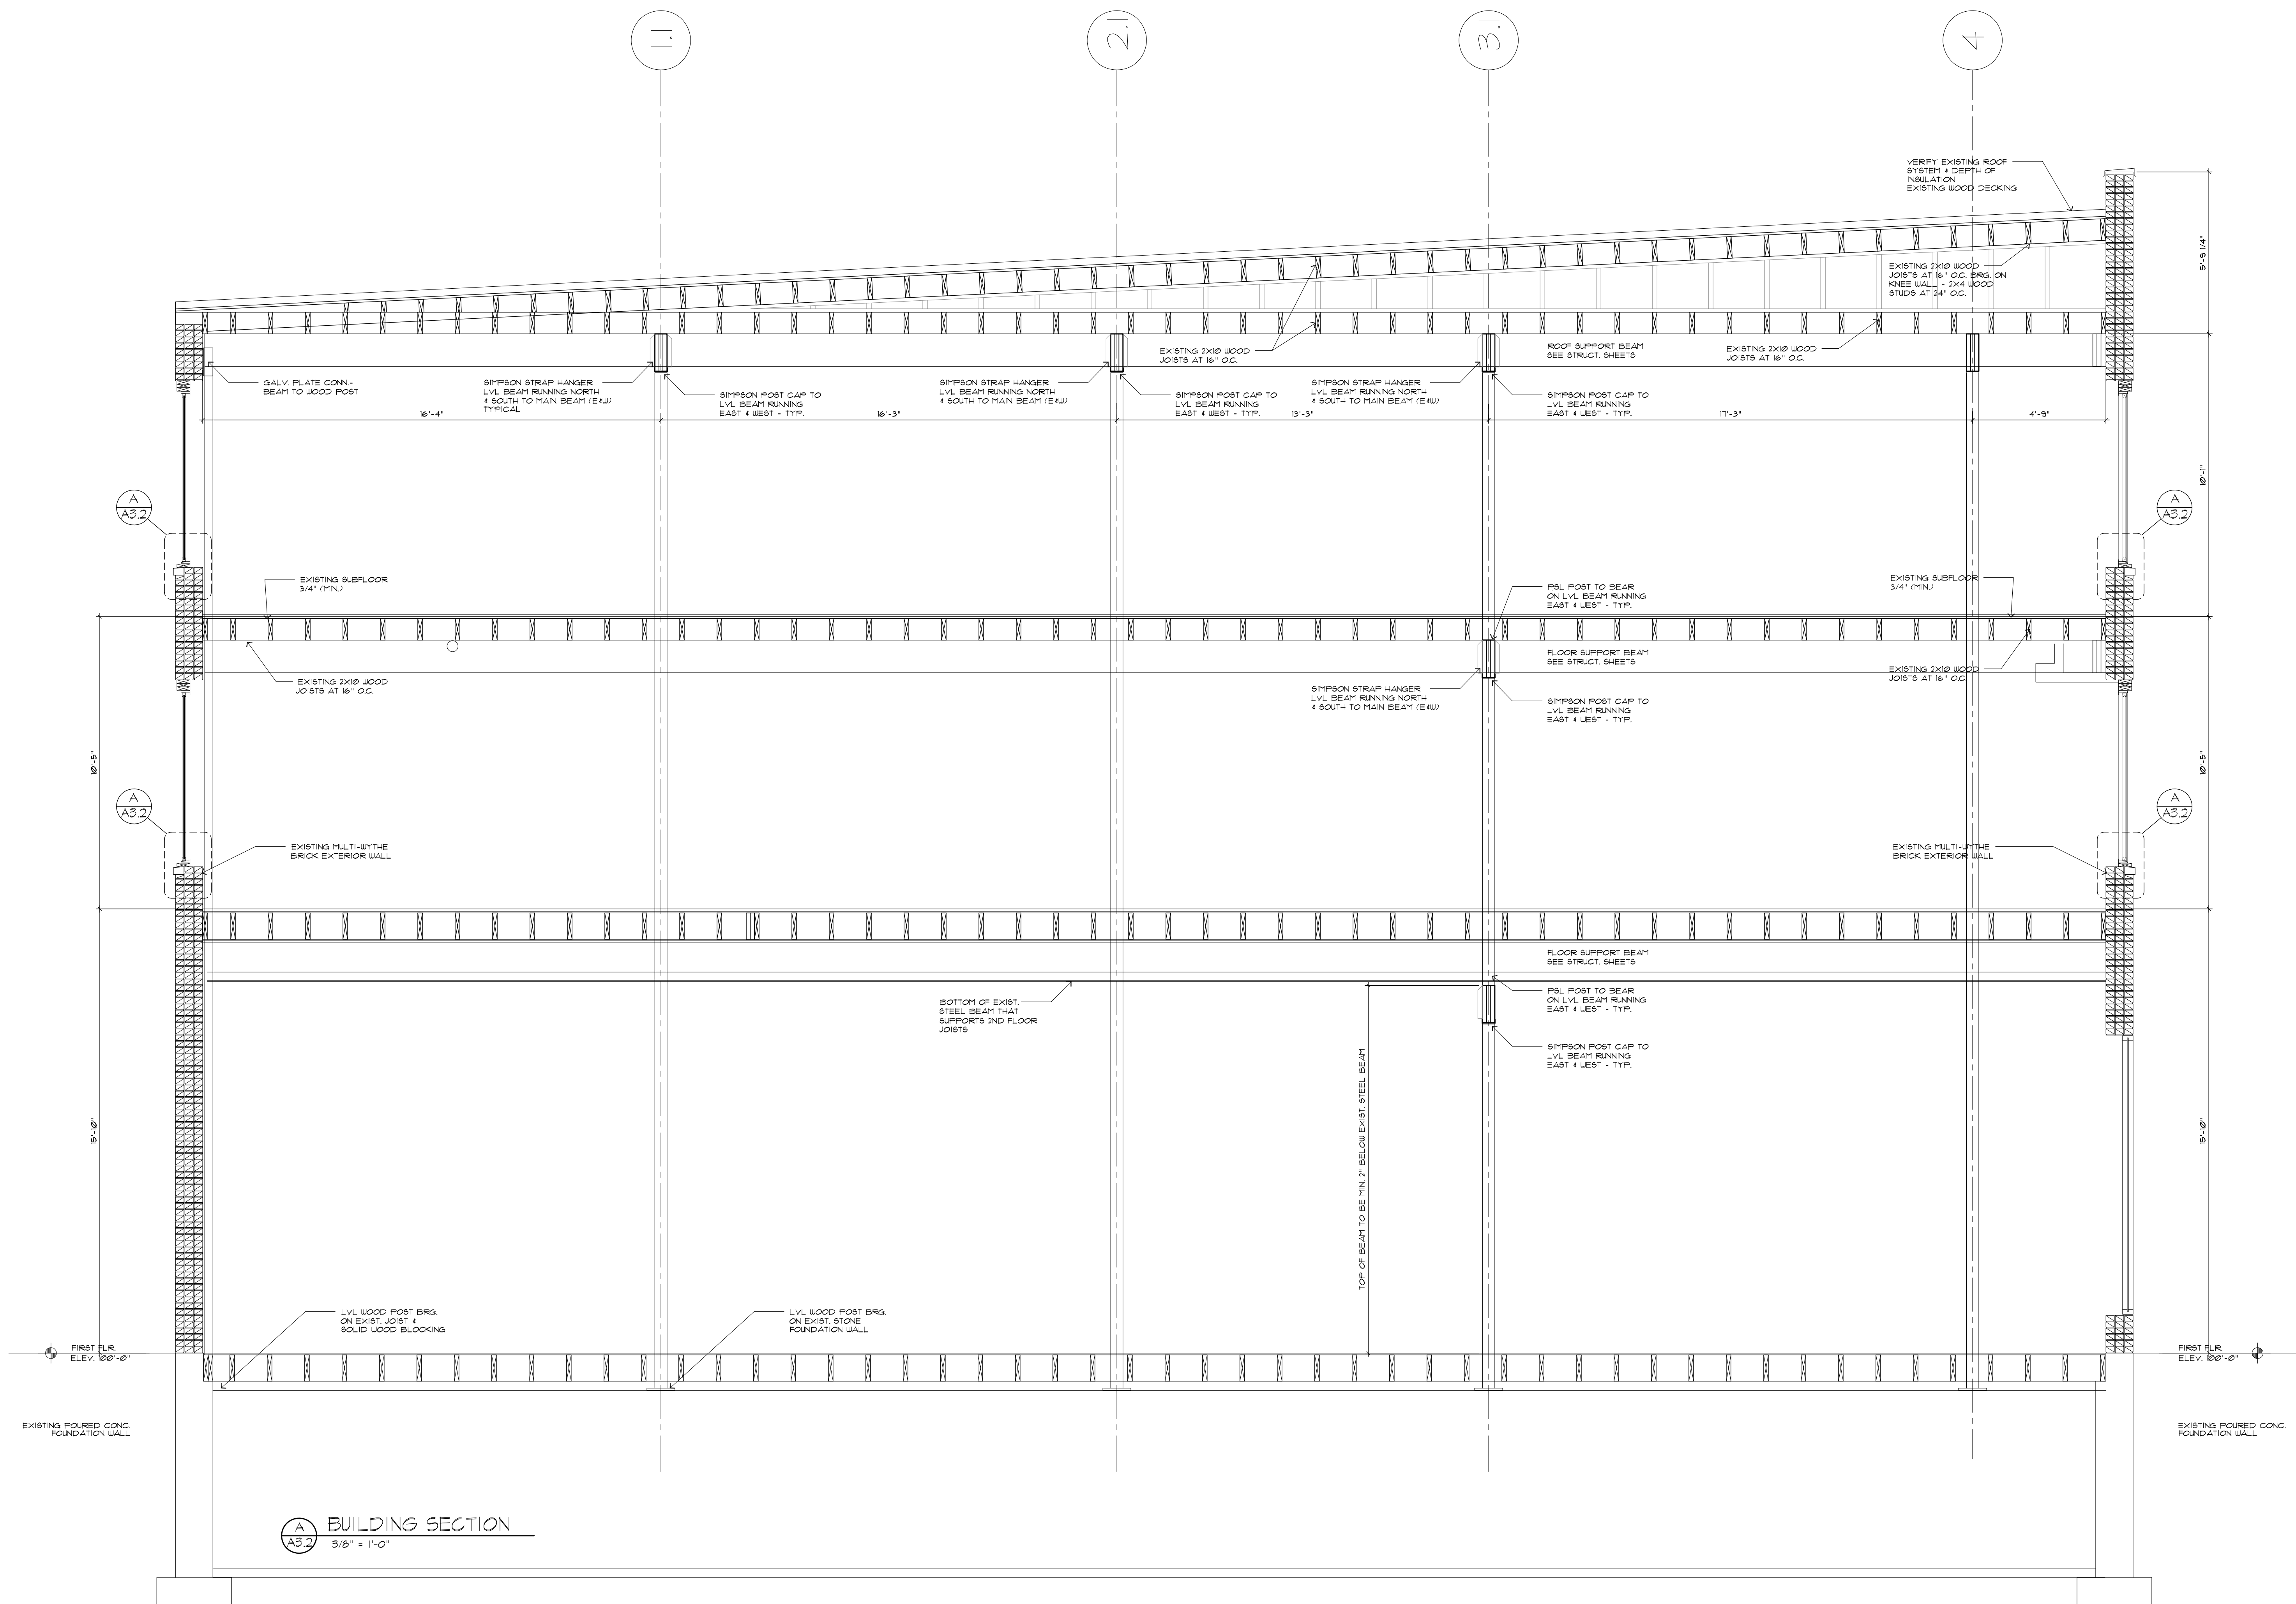 1.1
2.1
3.1
4
VERIFY EXISTING ROOF
SYSTEM & DEPTH OF
INSULATION
EXISTING WOOD DECKING
5'-9 1/4"
EXISTING 2X10 WOOD
JOISTS AT 16" O.C. BRG. ON
KNEE WALL - 2X4 WOOD
STUDS AT 24" O.C.
GALV. PLATE CONN.-
BEAM TO WOOD POST
SIMPSON STRAP HANGER
LVL BEAM RUNNING NORTH
& SOUTH TO MAIN BEAM (E&W)
TYPICAL
SIMPSON POST CAP TO
LVL BEAM RUNNING
EAST & WEST - TYP.
SIMPSON STRAP HANGER
LVL BEAM RUNNING NORTH
& SOUTH TO MAIN BEAM (E&W)
EXISTING 2X10 WOOD
JOISTS AT 16" O.C.
SIMPSON POST CAP TO
LVL BEAM RUNNING
EAST & WEST - TYP.
SIMPSON STRAP HANGER
LVL BEAM RUNNING NORTH
& SOUTH TO MAIN BEAM (E&W)
ROOF SUPPORT BEAM
SEE STRUCT. SHEETS
SIMPSON POST CAP TO
LVL BEAM RUNNING
EAST & WEST - TYP.
EXISTING 2X10 WOOD
JOISTS AT 16" O.C.
16'-4"
16'-3"
13'-3"
17'-3"
4'-9"
10'-1"
A
A3.2
A
A3.2
EXISTING SUBFLOOR
3/4" (MIN.)
PSL POST TO BEAR
ON LVL BEAM RUNNING
EAST & WEST - TYP.
EXISTING SUBFLOOR
3/4" (MIN.)
FLOOR SUPPORT BEAM
SEE STRUCT. SHEETS
EXISTING 2X10 WOOD
JOISTS AT 16" O.C.
EXISTING 2X10 WOOD
JOISTS AT 16" O.C.
SIMPSON STRAP HANGER
LVL BEAM RUNNING NORTH
& SOUTH TO MAIN BEAM (E&W)
SIMPSON POST CAP TO
LVL BEAM RUNNING
EAST & WEST - TYP.
10'-5"
10'-5"
A
A3.2
A
A3.2
EXISTING MULTI-WYTHE
BRICK EXTERIOR WALL
EXISTING MULTI-WYTHE
BRICK EXTERIOR WALL
FLOOR SUPPORT BEAM
SEE STRUCT. SHEETS
BOTTOM OF EXIST.
STEEL BEAM THAT
SUPPORTS 2ND FLOOR
JOISTS
PSL POST TO BEAR
ON LVL BEAM RUNNING
EAST & WEST - TYP.
SIMPSON POST CAP TO
LVL BEAM RUNNING
EAST & WEST - TYP.
TOP OF BEAM TO BE MIN. 2" BELOW EXIST. STEEL BEAM
15'-10"
15'-10"
LVL WOOD POST BRG.
ON EXIST. JOIST &
SOLID WOOD BLOCKING
LVL WOOD POST BRG.
ON EXIST. STONE
FOUNDATION WALL
FIRST FLR.
ELEV. 100'-0"
FIRST FLR.
ELEV. 100'-0"
EXISTING POURED CONC.
FOUNDATION WALL
EXISTING POURED CONC.
FOUNDATION WALL
A
A3.2
BUILDING SECTION
3/8" = 1'-0"